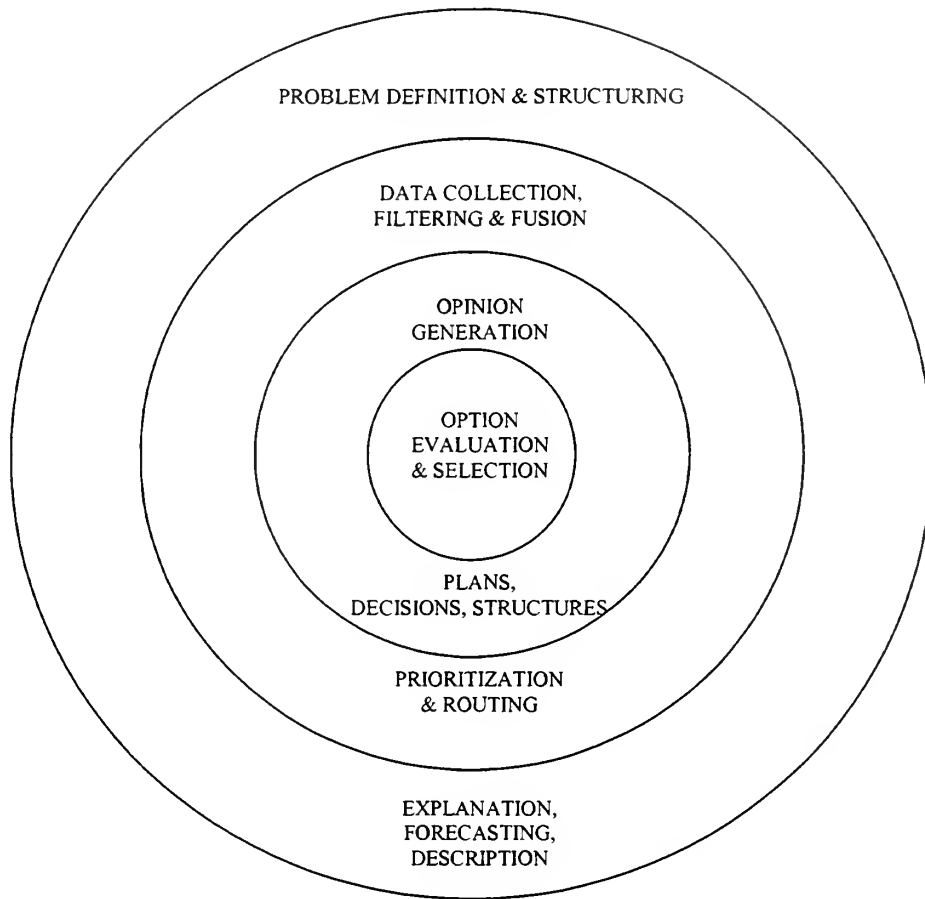 PROBLEM DEFINITION & STRUCTURING
DATA COLLECTION,
FILTERING & FUSION
OPINION
GENERATION
OPTION
EVALUATION
& SELECTION
PLANS,
DECISIONS, STRUCTURES
PRIORITIZATION
& ROUTING
EXPLANATION,
FORECASTING,
DESCRIPTION